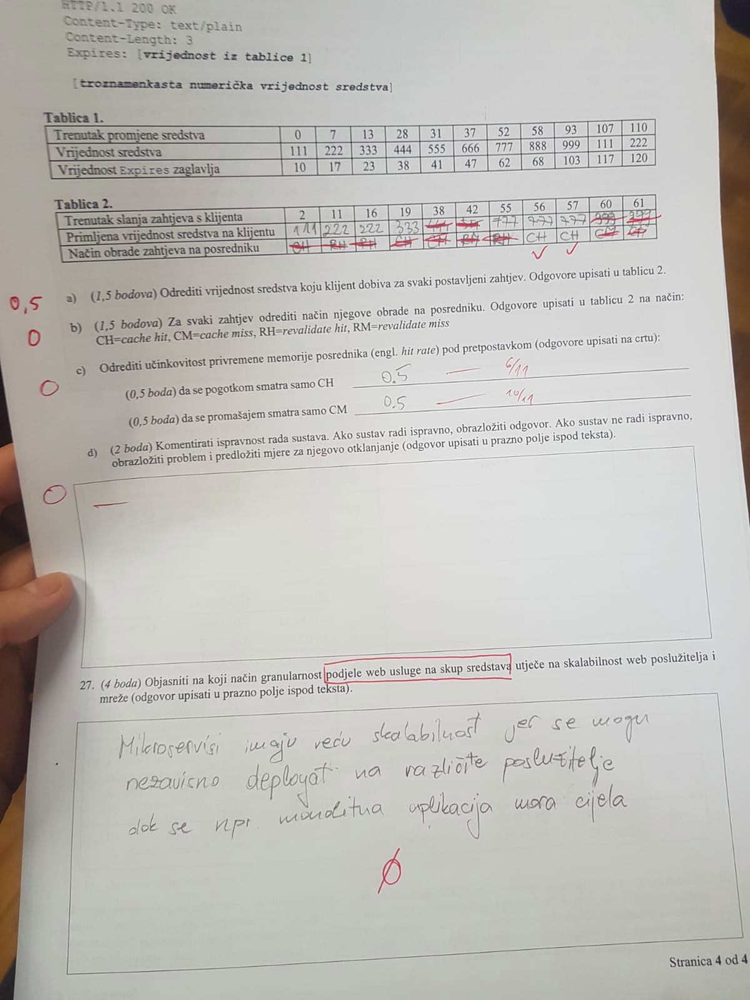 HTTP/1.1 200 OK
Content-Type: text/plain
Content-Length: 3
Expires: [vrijednost iz tablice 1]
[troznamenkasta numerička vrijednost sredstva]
Tablica 1.
Trenutak promjene sredstva 0 7 13 28 31 37 52 58 93 107 110
Vrijednost sredstva 111 222 333 444 555 666 777 888 999 111 222
Vrijednost Expires zaglavlja 10 17 23 38 41 47 62 68 103 117 120
Tablica 2.
Trenutak slanja zahtjeva s klijenta 2 11 16 19 38 42 55 56 57 60 61
Primljena vrijednost sredstva na klijentu 111 222 222 333 444 777 777 777 999 999
Način obrade zahtjeva na posredniku CH RH RH CH CH RH RH CH CH
0,5 a) (1,5 bodova) Odrediti vrijednost sredstva koju klijent dobiva za svaki postavljeni zahtjev. Odgovore upisati u tablicu 2.
0 b) (1,5 bodova) Za svaki zahtjev odrediti način njegove obrade na posredniku. Odgovore upisati u tablicu 2 na način:
CH=cache hit, CM=cache miss, RH=revalidate hit, RM=revalidate miss
c) Odrediti učinkovitost privremene memorije posrednika (engl. hit rate) pod pretpostavkom (odgovore upisati na crtu):
0 (0,5 boda) da se pogotkom smatra samo CH 0.5 — 6/11
(0,5 boda) da se promašajem smatra samo CM 0.5 — 10/11
d) (2 boda) Komentirati ispravnost rada sustava. Ako sustav radi ispravno, obrazložiti odgovor. Ako sustav ne radi ispravno,
obrazložiti problem i predložiti mjere za njegovo otklanjanje (odgovor upisati u prazno polje ispod teksta).
0 —
27. (4 boda) Objasniti na koji način granularnost podjele web usluge na skup sredstava utječe na skalabilnost web poslužitelja i
mreže (odgovor upisati u prazno polje ispod teksta).
Mikroservisi imaju veću skalabilnost jer se mogu
nezavisno deployat na različite poslužitelje
dok se npr. monolitna aplikacija mora cijela
0
Stranica 4 od 4